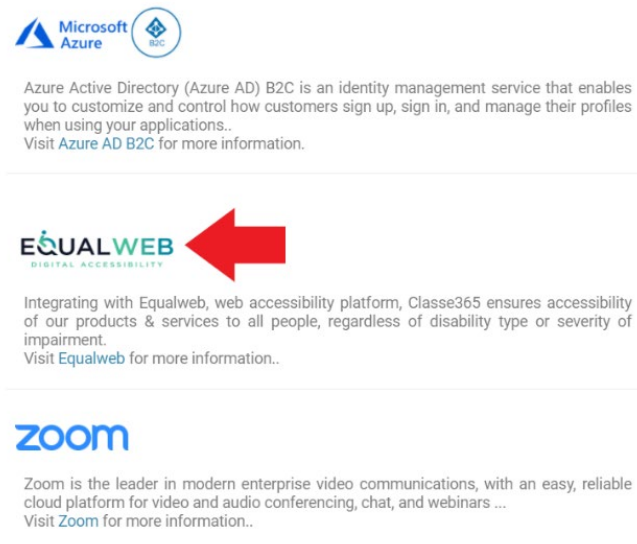 Microsoft
Azure
B2C
Azure Active Directory (Azure AD) B2C is an identity management service that enables
you to customize and control how customers sign up, sign in, and manage their profiles
when using your applications..
Visit Azure AD B2C for more information.
EQUALWEB
DIGITAL ACCESSIBILITY
Integrating with Equalweb, web accessibility platform, Classe365 ensures accessibility
of our products & services to all people, regardless of disability type or severity of
impairment.
Visit Equalweb for more information..
zoom
Zoom is the leader in modern enterprise video communications, with an easy, reliable
cloud platform for video and audio conferencing, chat, and webinars ...
Visit Zoom for more information..